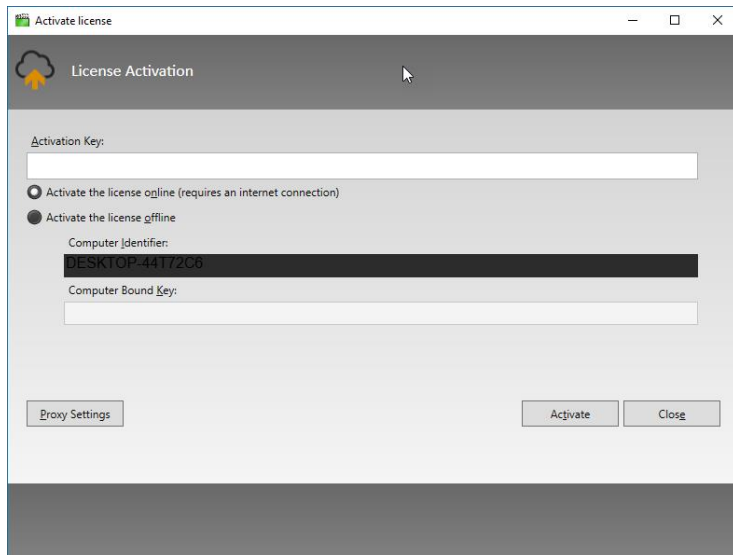 Activate license
License Activation
Activation Key:
Activate the license online (requires an internet connection)
Activate the license offline
Computer Identifier:
DESKTOP-44T72C6
Computer Bound Key:
Proxy Settings
Activate
Close